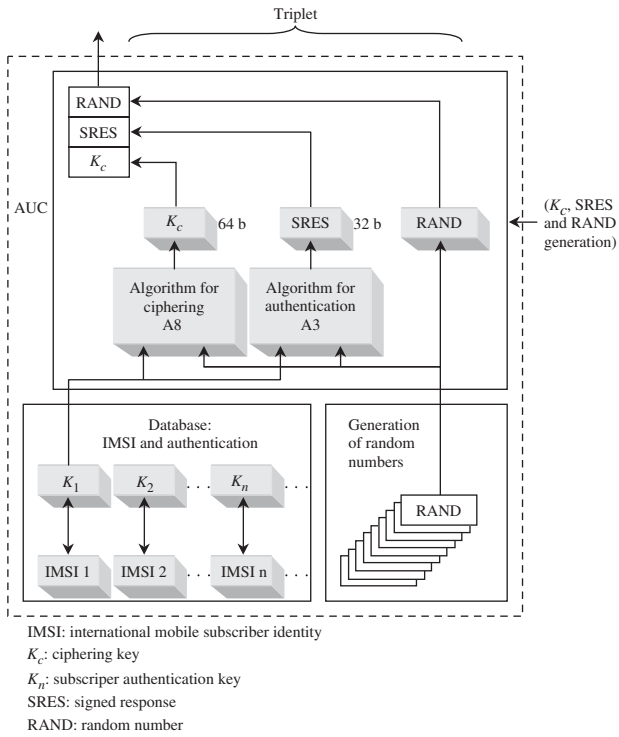 Triplet
RAND
SRES
K_c
AUC
K_c 64 b
SRES 32 b
RAND
(K_c, SRES
and RAND
generation)
Algorithm for
ciphering
A8
Algorithm for
authentication
A3
Database:
IMSI and authentication
Generation
of random
numbers
K_1 K_2 . . . K_n . . .
RAND
IMSI 1 IMSI 2 . . . IMSI n . . .
IMSI: international mobile subscriber identity
K_c: ciphering key
K_n: subscriper authentication key
SRES: signed response
RAND: random number